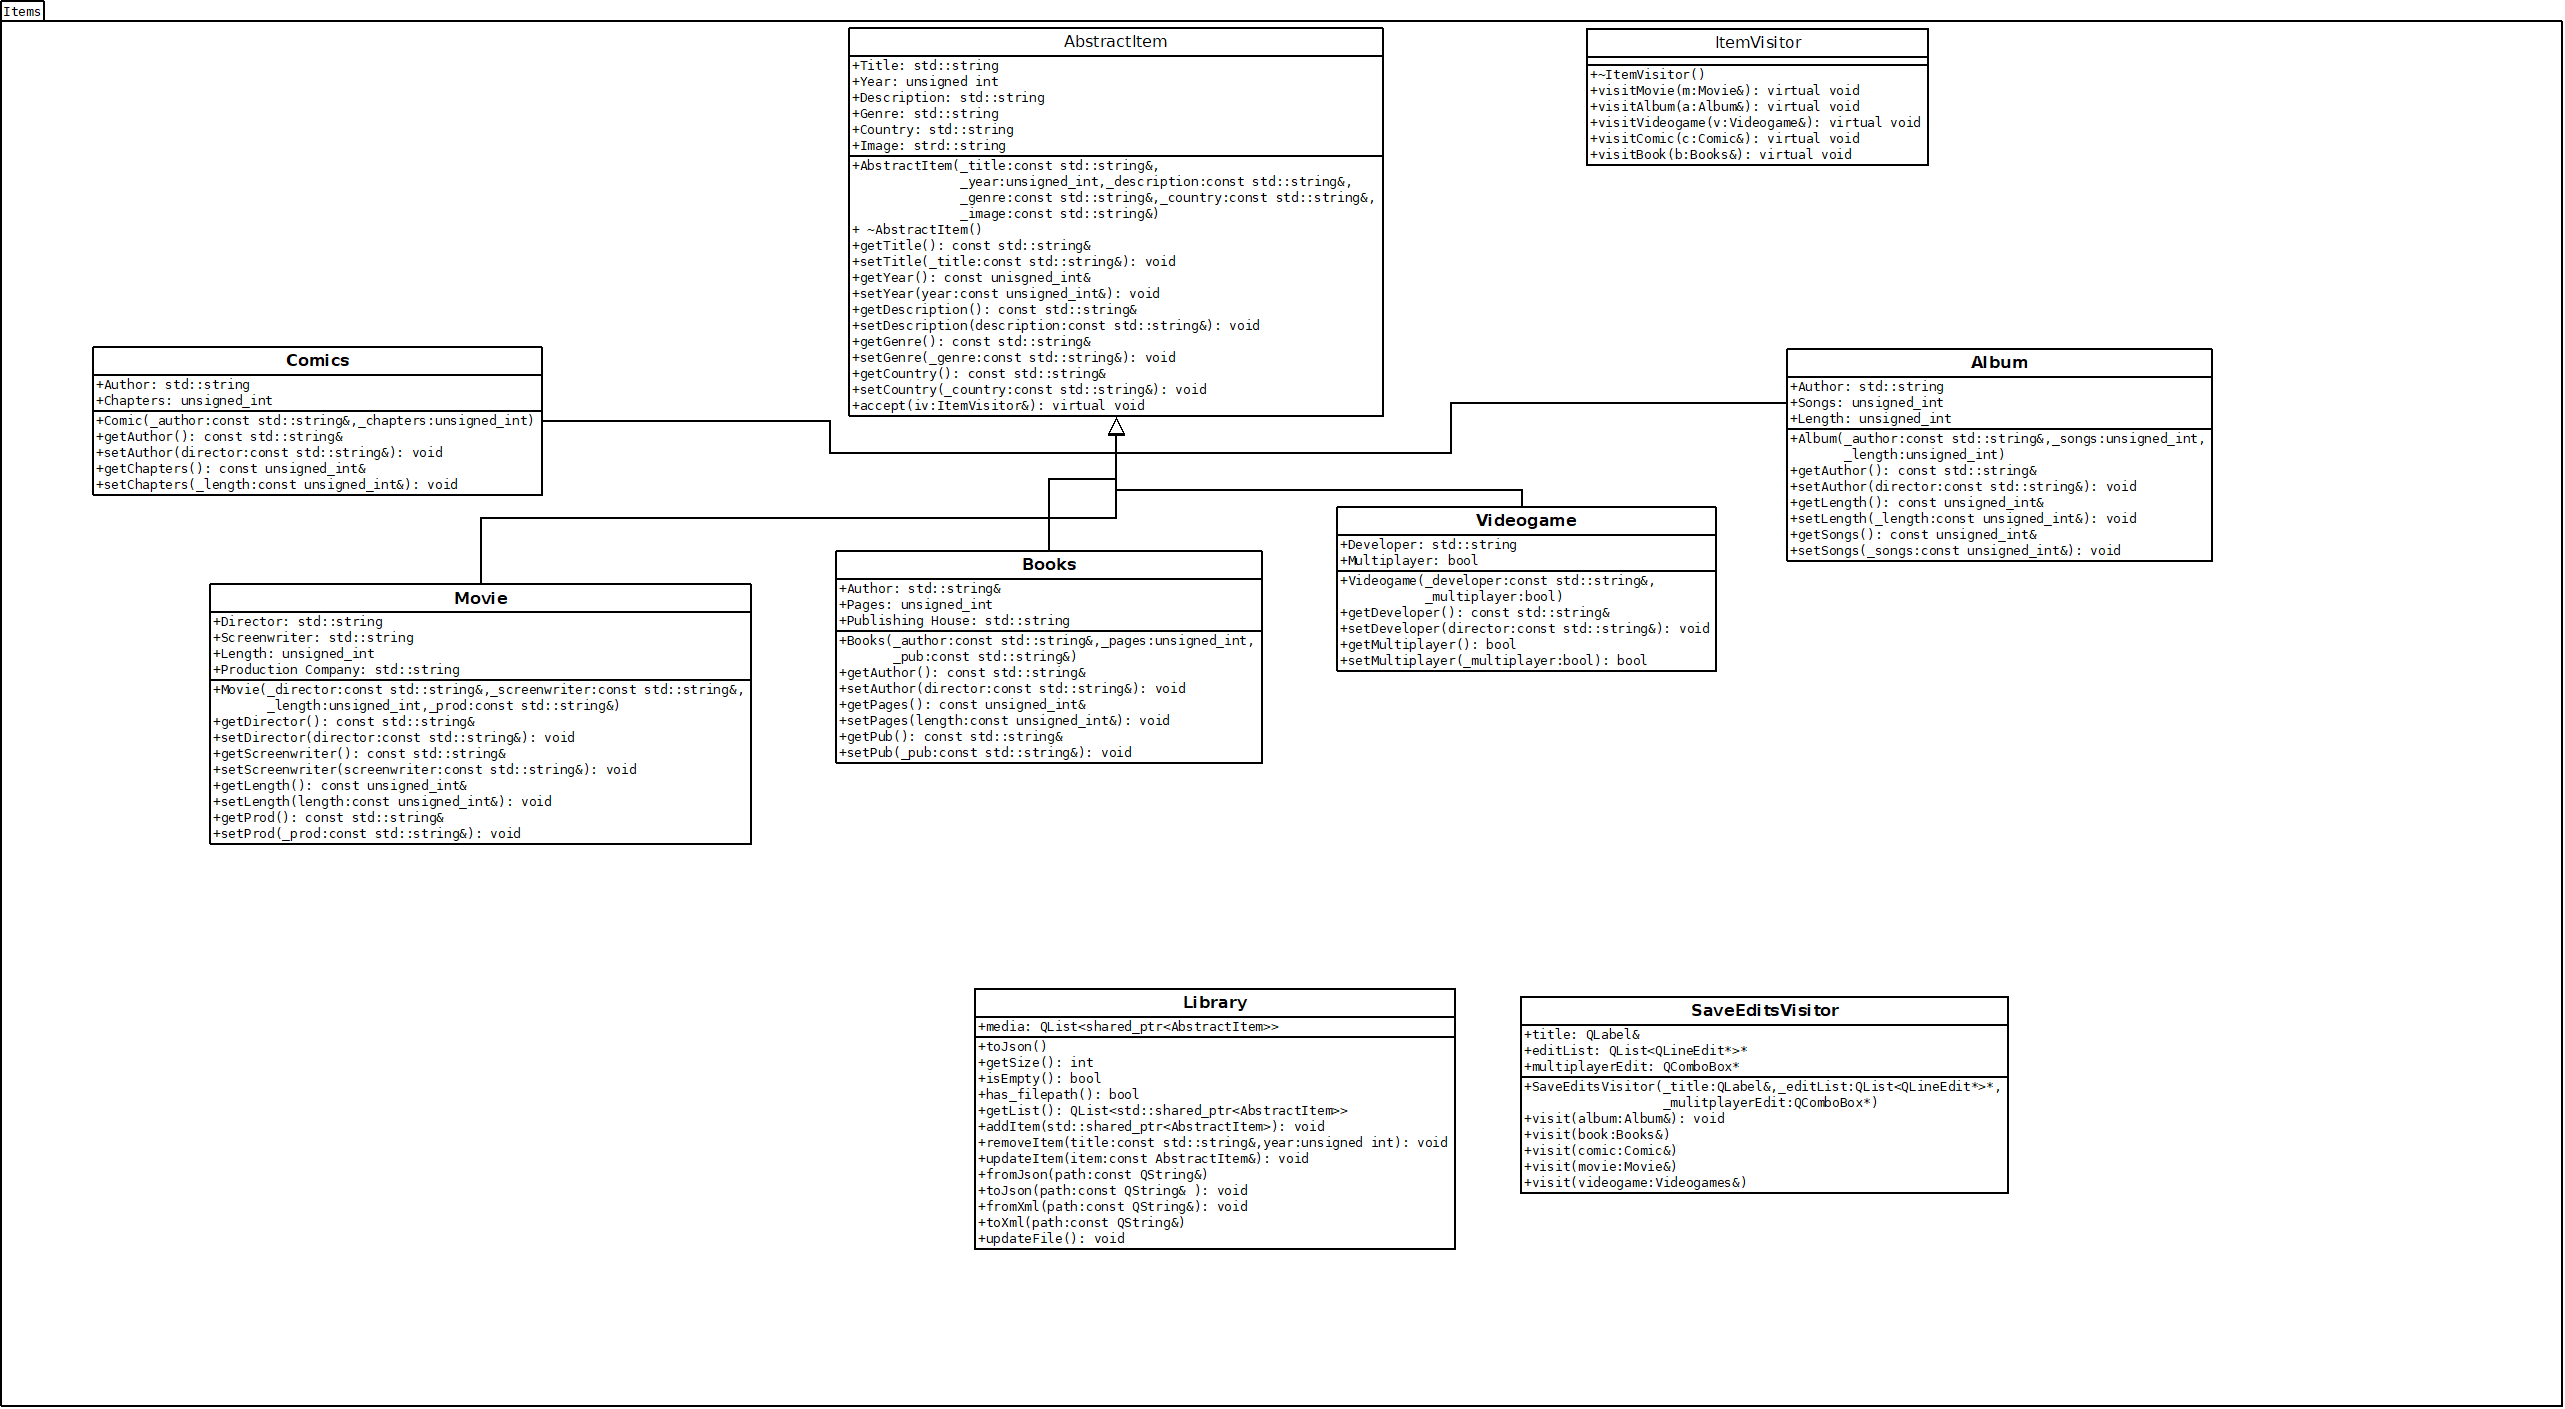 Items
AbstractItem
+Title: std::string
+Year: unsigned int
+Description: std::string
+Genre: std::string
+Country: std::string
+Image: strd::string
+AbstractItem(_title:const std::string&,
_year:unsigned_int,_description:const std::string&,
_genre:const std::string&,_country:const std::string&,
_image:const std::string&)
+ ~AbstractItem()
+getTitle(): const std::string&
+setTitle(_title:const std::string&): void
+getYear(): const unisgned_int&
+setYear(year:const unsigned_int&): void
+getDescription(): const std::string&
+setDescription(description:const std::string&): void
+getGenre(): const std::string&
+setGenre(_genre:const std::string&): void
+getCountry(): const std::string&
+setCountry(_country:const std::string&): void
+accept(iv:ItemVisitor&): virtual void
ItemVisitor
+~ItemVisitor()
+visitMovie(m:Movie&): virtual void
+visitAlbum(a:Album&): virtual void
+visitVideogame(v:Videogame&): virtual void
+visitComic(c:Comic&): virtual void
+visitBook(b:Books&): virtual void
Comics
+Author: std::string
+Chapters: unsigned_int
+Comic(_author:const std::string&,_chapters:unsigned_int)
+getAuthor(): const std::string&
+setAuthor(director:const std::string&): void
+getChapters(): const unsigned_int&
+setChapters(_length:const unsigned_int&): void
Album
+Author: std::string
+Songs: unsigned_int
+Length: unsigned_int
+Album(_author:const std::string&,_songs:unsigned_int,
_length:unsigned_int)
+getAuthor(): const std::string&
+setAuthor(director:const std::string&): void
+getLength(): const unsigned_int&
+setLength(_length:const unsigned_int&): void
+getSongs(): const unsigned_int&
+setSongs(_songs:const unsigned_int&): void
Movie
+Director: std::string
+Screenwriter: std::string
+Length: unsigned_int
+Production Company: std::string
+Movie(_director:const std::string&,_screenwriter:const std::string&,
_length:unsigned_int,_prod:const std::string&)
+getDirector(): const std::string&
+setDirector(director:const std::string&): void
+getScreenwriter(): const std::string&
+setScreenwriter(screenwriter:const std::string&): void
+getLength(): const unsigned_int&
+setLength(length:const unsigned_int&): void
+getProd(): const std::string&
+setProd(_prod:const std::string&): void
Books
+Author: std::string&
+Pages: unsigned_int
+Publishing House: std::string
+Books(_author:const std::string&,_pages:unsigned_int,
_pub:const std::string&)
+getAuthor(): const std::string&
+setAuthor(director:const std::string&): void
+getPages(): const unsigned_int&
+setPages(length:const unsigned_int&): void
+getPub(): const std::string&
+setPub(_pub:const std::string&): void
Videogame
+Developer: std::string
+Multiplayer: bool
+Videogame(_developer:const std::string&,
_multiplayer:bool)
+getDeveloper(): const std::string&
+setDeveloper(director:const std::string&): void
+getMultiplayer(): bool
+setMultiplayer(_multiplayer:bool): bool
Library
+media: QList<shared_ptr<AbstractItem>>
+toJson()
+getSize(): int
+isEmpty(): bool
+has_filepath(): bool
+getList(): QList<std::shared_ptr<AbstractItem>>
+addItem(std::shared_ptr<AbstractItem>): void
+removeItem(title:const std::string&,year:unsigned int): void
+updateItem(item:const AbstractItem&): void
+fromJson(path:const QString&)
+toJson(path:const QString& ): void
+fromXml(path:const QString&): void
+toXml(path:const QString&)
+updateFile(): void
SaveEditsVisitor
+title: QLabel&
+editList: QList<QLineEdit*>*
+multiplayerEdit: QComboBox*
+SaveEditsVisitor(_title:QLabel&,_editList:QList<QLineEdit*>*,
_mulitplayerEdit:QComboBox*)
+visit(album:Album&): void
+visit(book:Books&)
+visit(comic:Comic&)
+visit(movie:Movie&)
+visit(videogame:Videogames&)